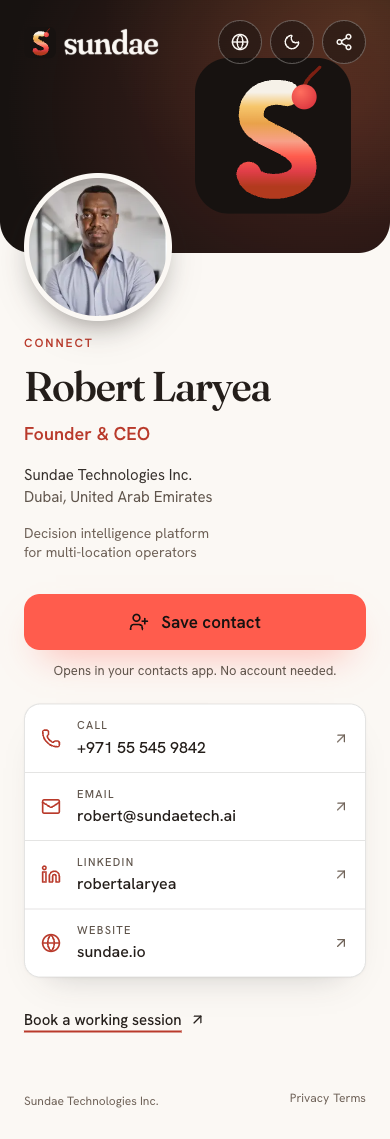 sundae
CONNECT
Robert Laryea
Founder & CEO
Sundae Technologies Inc.
Dubai, United Arab Emirates
Decision intelligence platform
for multi-location operators
Save contact
Opens in your contacts app. No account needed.
CALL
+971 55 545 9842
EMAIL
robert@sundaetech.ai
LINKEDIN
robertalaryea
WEBSITE
sundae.io
Book a working session
Sundae Technologies Inc.
Privacy Terms